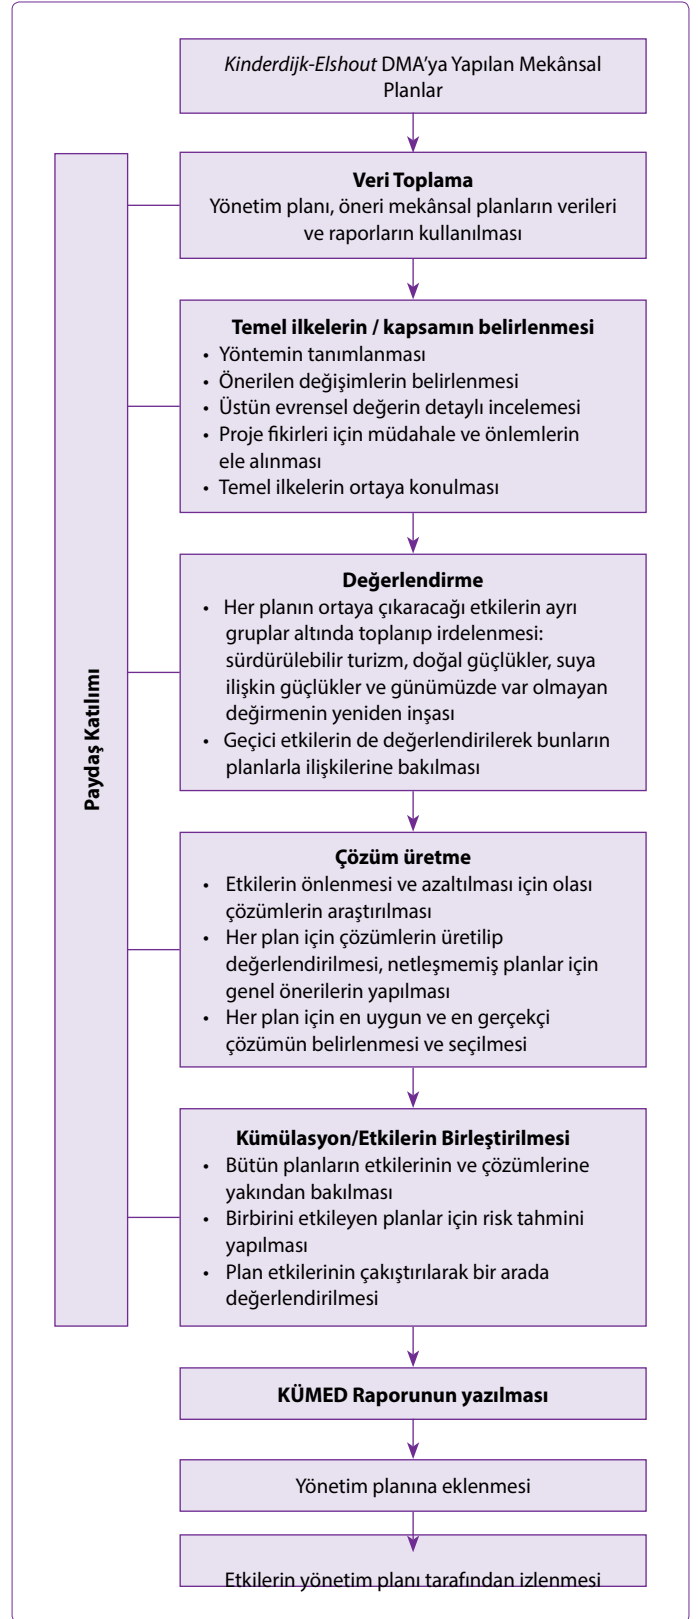 Kinderdijk-Elshout DMA’ya Yapılan Mekânsal
Planlar
Paydaş Katılımı
Veri Toplama
Yönetim planı, öneri mekânsal planların verileri
ve raporların kullanılması
Temel ilkelerin / kapsamın belirlenmesi
• Yöntemin tanımlanması
• Önerilen değişimlerin belirlenmesi
• Üstün evrensel değerin detaylı incelemesi
• Proje fikirleri için müdahale ve önlemlerin
ele alınması
• Temel ilkelerin ortaya konulması
Değerlendirme
• Her planın ortaya çıkaracağı etkilerin ayrı
gruplar altında toplanıp irdelenmesi:
sürdürülebilir turizm, doğal güçlükler, suya
ilişkin güçlükler ve günümüzde var olmayan
değirmenin yeniden inşası
• Geçici etkilerin de değerlendirilerek bunların
planlarla ilişkilerine bakılması
Çözüm üretme
• Etkilerin önlenmesi ve azaltılması için olası
çözümlerin araştırılması
• Her plan için çözümlerin üretilip
değerlendirilmesi, netleşmemiş planlar için
genel önerilerin yapılması
• Her plan için en uygun ve en gerçekçi
çözümün belirlenmesi ve seçilmesi
Kümülasyon/Etkilerin Birleştirilmesi
• Bütün planların etkilerinin ve çözümlerine
yakından bakılması
• Birbirini etkileyen planlar için risk tahmini
yapılması
• Plan etkilerinin çakıştırılarak bir arada
değerlendirilmesi
KÜMED Raporunun yazılması
Yönetim planına eklenmesi
Etkilerin yönetim planı tarafından izlenmesi